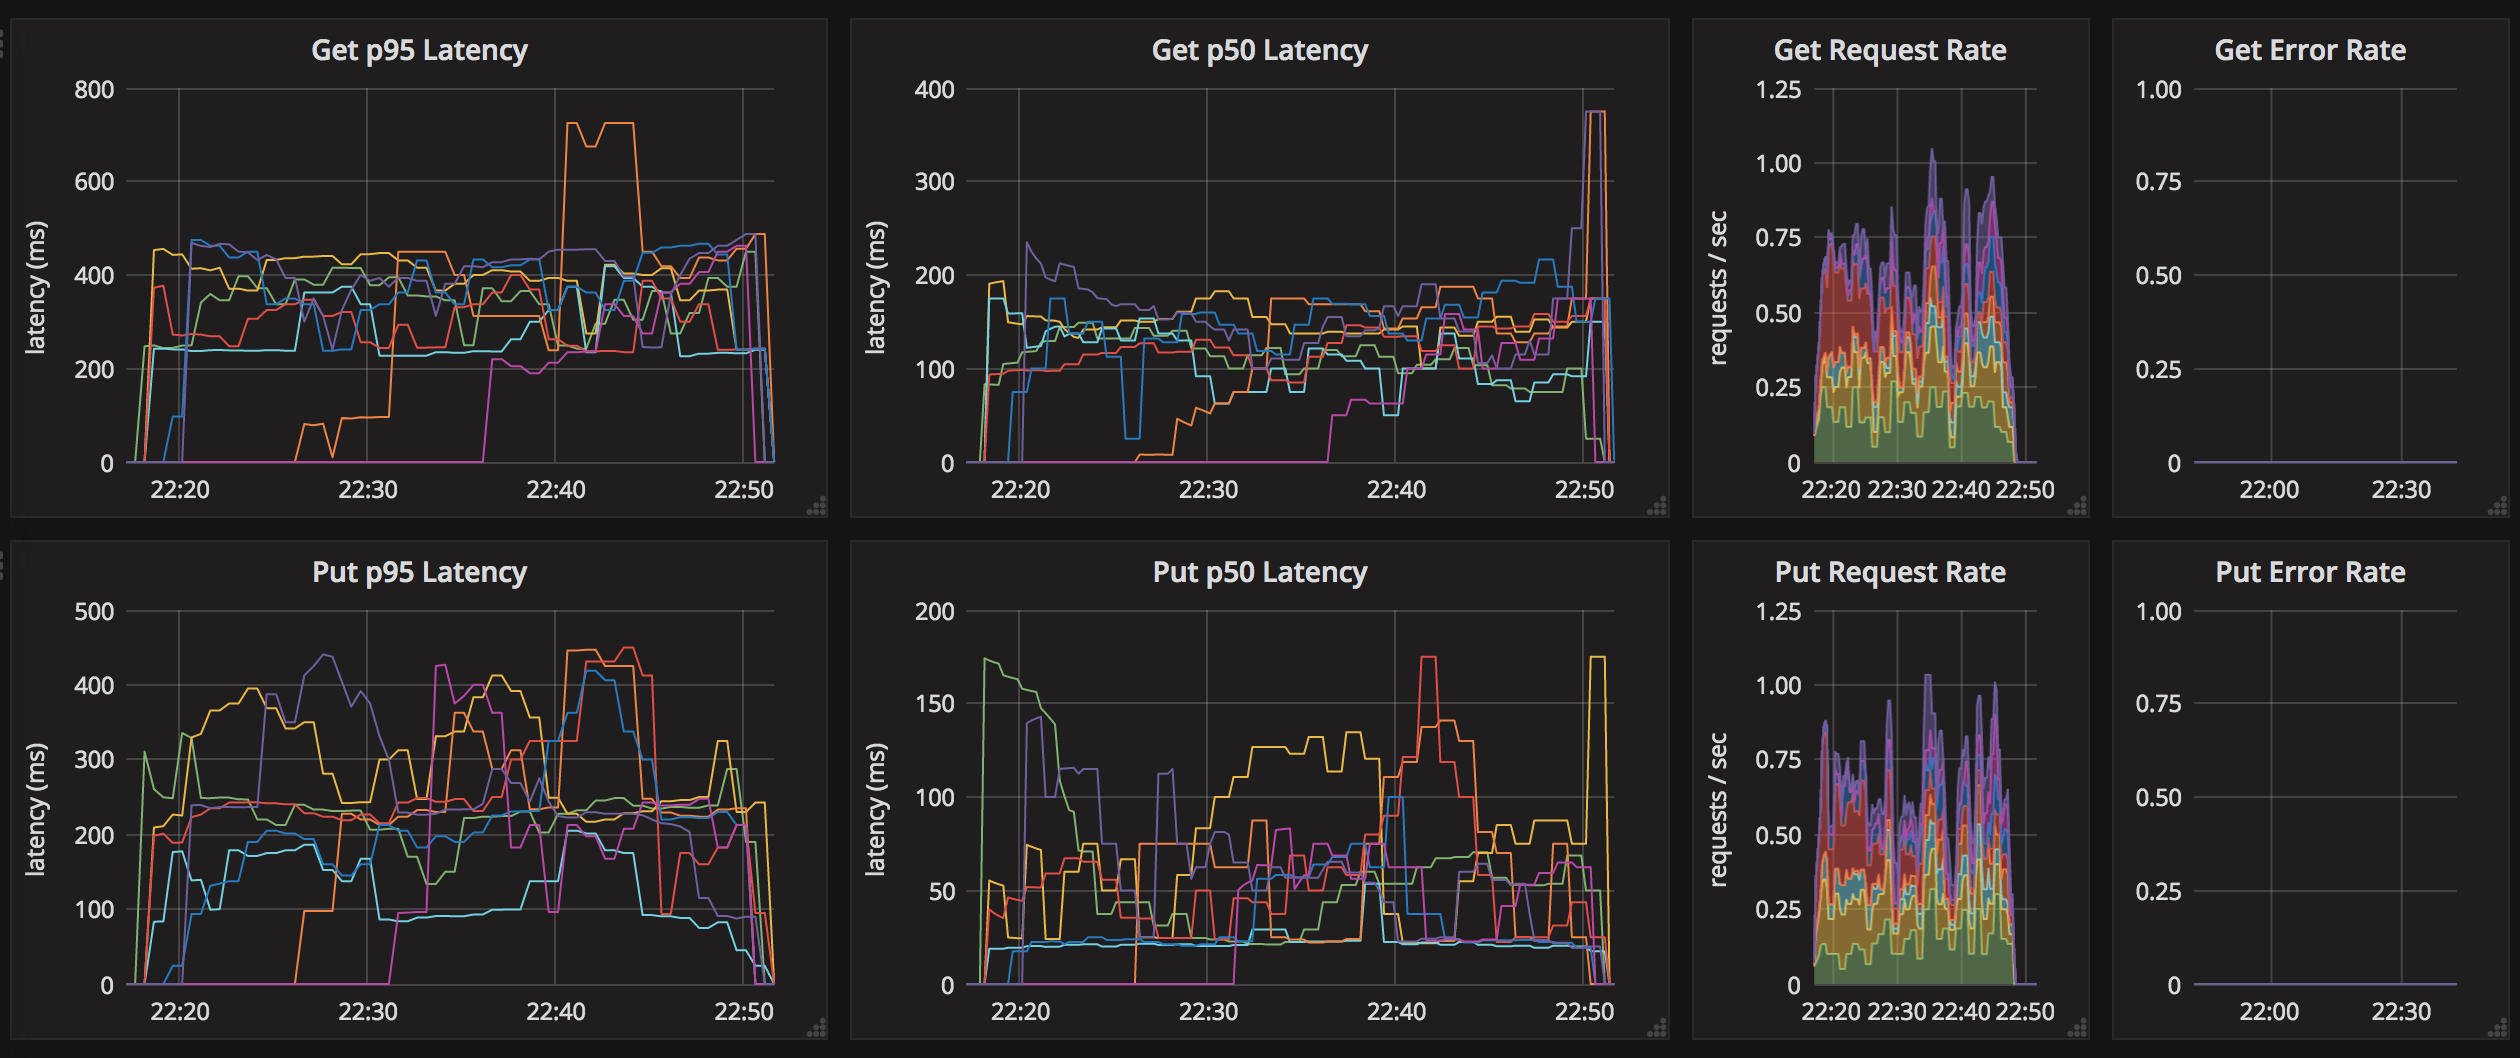 Get p95 Latency
latency (ms)
800
600
400
200
0
22:20 22:30 22:40 22:50
Get p50 Latency
latency (ms)
400
300
200
100
0
22:20 22:30 22:40 22:50
Get Request Rate
requests / sec
1.25
1.00
0.75
0.50
0.25
0
22:20 22:30 22:40 22:50
Get Error Rate
1.00
0.75
0.50
0.25
0
22:00 22:30
Put p95 Latency
latency (ms)
500
400
300
200
100
0
22:20 22:30 22:40 22:50
Put p50 Latency
latency (ms)
200
150
100
50
0
22:20 22:30 22:40 22:50
Put Request Rate
requests / sec
1.25
1.00
0.75
0.50
0.25
0
22:20 22:30 22:40 22:50
Put Error Rate
1.00
0.75
0.50
0.25
0
22:00 22:30